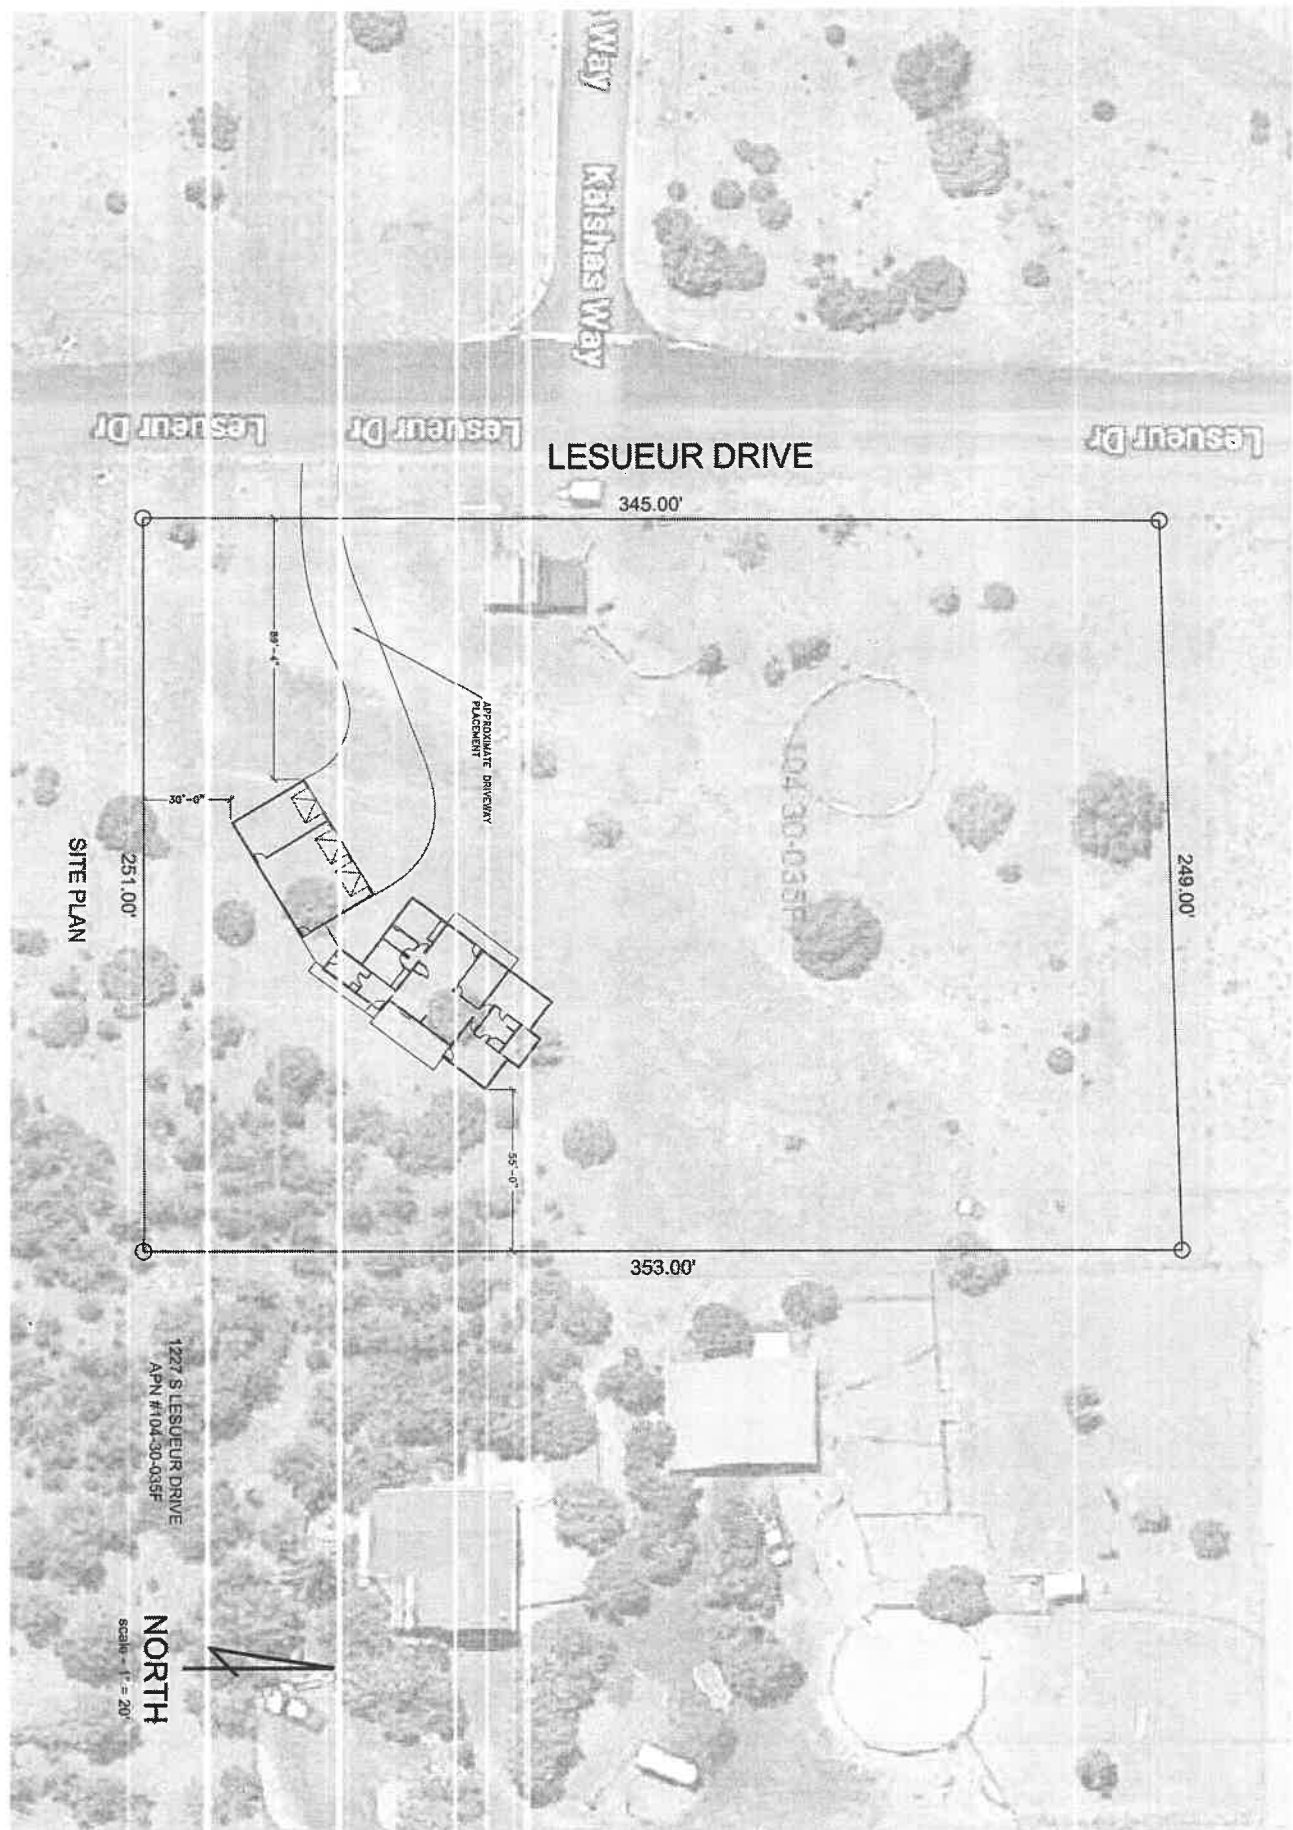 Way
Kaishas Way
Lesueur Dr
Lesueur Dr
Lesueur Dr
LESUEUR DRIVE
345.00'
89'-4"
APPROXIMATE DRIVEWAY
PLACEMENT
30'-0"
104-30-035F
249.00'
251.00'
SITE PLAN
55'-0"
353.00'
1227 S LESUEUR DRIVE
APN #104-30-035F
NORTH
scale - 1" = 20'